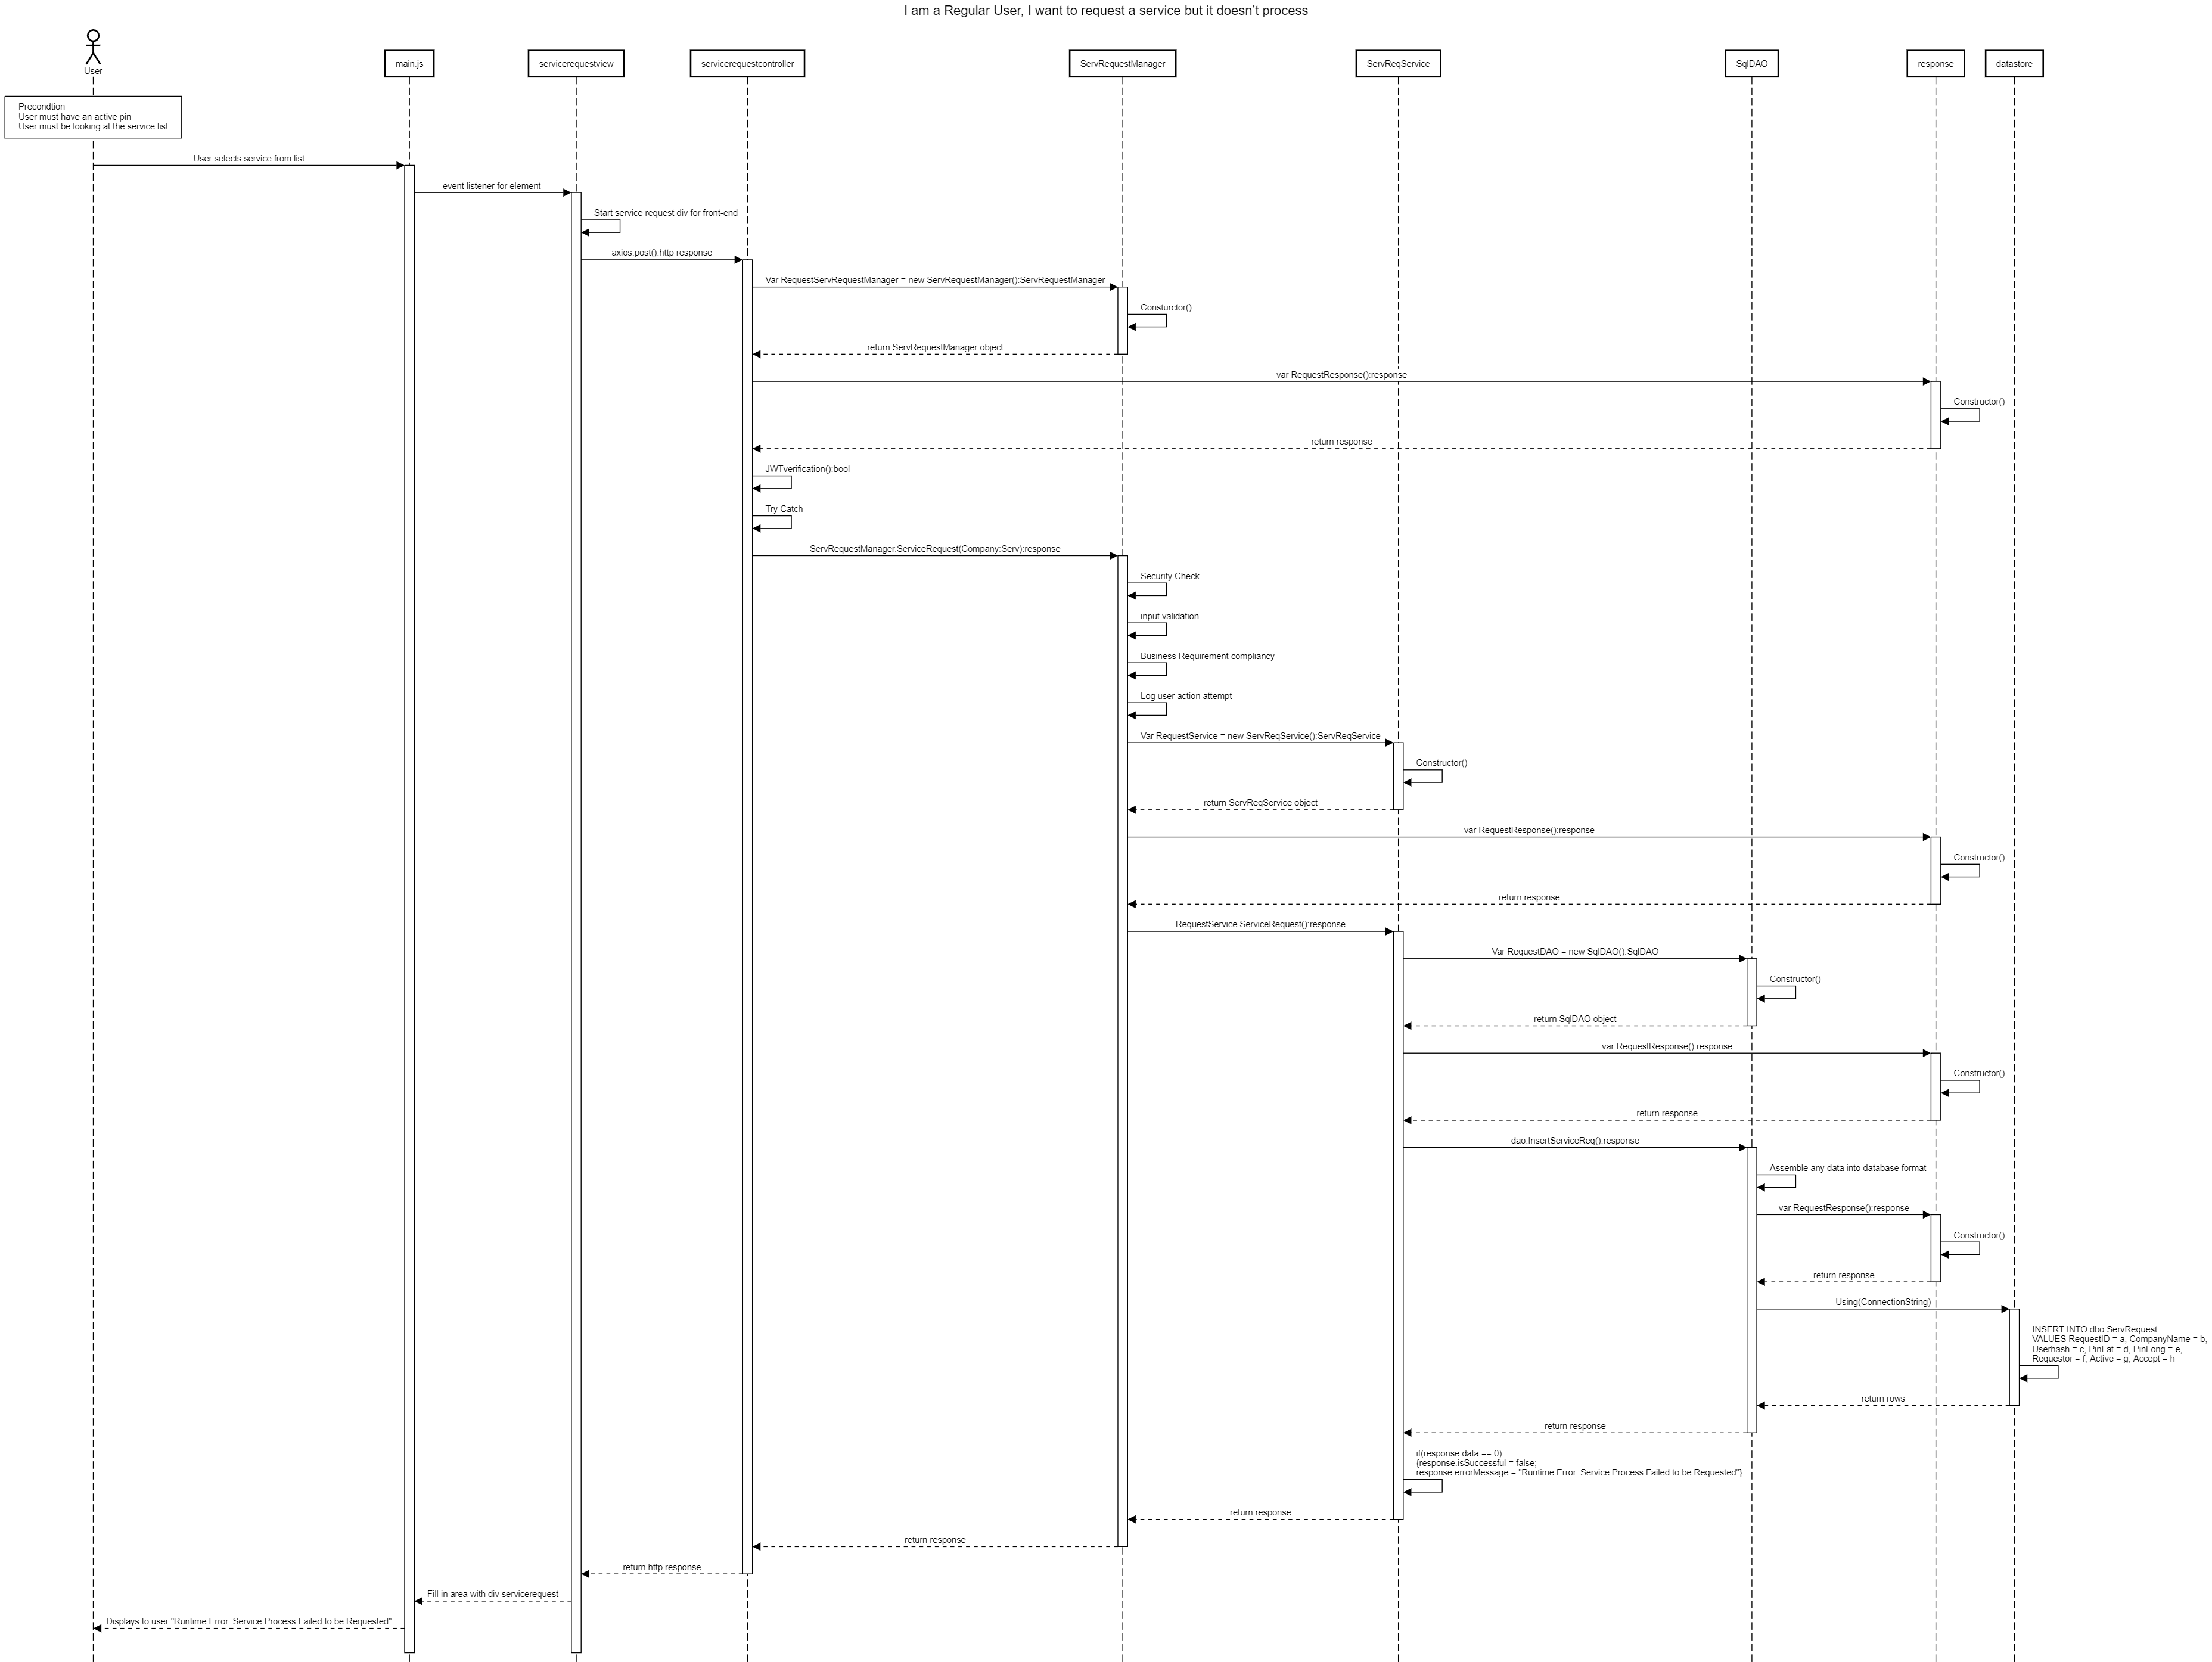 I am a Regular User, I want to request a service but it doesn't process
User
main.js
servicerequestview
servicerequestcontroller
ServRequestManager
ServReqService
SqlDAO
response
datastore
Precondtion
User must have an active pin
User must be looking at the service list
User selects service from list
event listener for element
Start service request div for front-end
axios.post():http response
Var RequestServRequestManager = new ServRequestManager():ServRequestManager
Consturctor()
return ServRequestManager object
var RequestResponse():response
Constructor()
return response
JWTverification():bool
Try Catch
ServRequestManager.ServiceRequest(Company:Serv):response
Security Check
input validation
Business Requirement compliancy
Log user action attempt
Var RequestService = new ServReqService():ServReqService
Constructor()
return ServReqService object
var RequestResponse():response
Constructor()
return response
RequestService.ServiceRequest():response
Var RequestDAO = new SqlDAO():SqlDAO
Constructor()
return SqlDAO object
var RequestResponse():response
Constructor()
return response
dao.InsertServiceReq():response
Assemble any data into database format
var RequestResponse():response
Constructor()
return response
Using(ConnectionString)
INSERT INTO dbo.ServRequest
VALUES RequestID = a, CompanyName = b,
Userhash = c, PinLat = d, PinLong = e,
Requestor = f, Active = g, Accept = h
return rows
return response
if(response.data == 0)
{response.isSuccessful = false;
response.errorMessage = "Runtime Error. Service Process Failed to be Requested"}
return response
return response
return http response
Fill in area with div servicerequest
Displays to user "Runtime Error. Service Process Failed to be Requested"